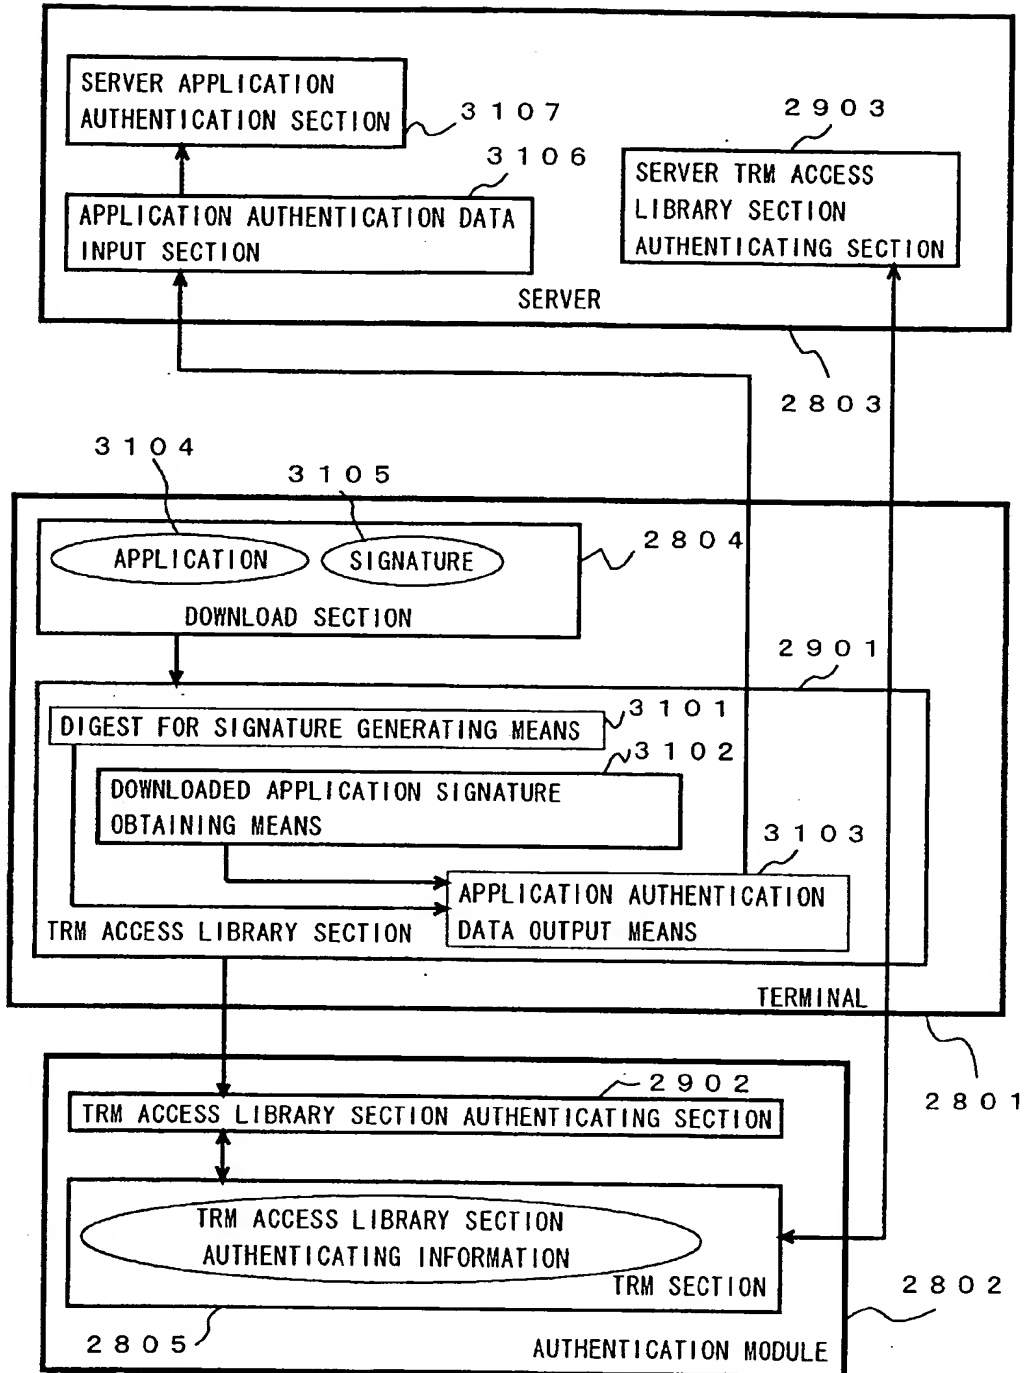 SERVER APPLICATION
AUTHENTICATION SECTION
3107
2903
3106
SERVER TRM ACCESS
LIBRARY SECTION
AUTHENTICATING SECTION
APPLICATION AUTHENTICATION DATA
INPUT SECTION
SERVER
2803
3104
3105
2804
APPLICATION
SIGNATURE
DOWNLOAD SECTION
2901
DIGEST FOR SIGNATURE GENERATING MEANS
3101
3102
DOWNLOADED APPLICATION SIGNATURE
OBTAINING MEANS
3103
APPLICATION AUTHENTICATION
DATA OUTPUT MEANS
TRM ACCESS LIBRARY SECTION
TERMINAL
2801
2902
TRM ACCESS LIBRARY SECTION AUTHENTICATING SECTION
TRM ACCESS LIBRARY SECTION
AUTHENTICATING INFORMATION
TRM SECTION
2802
2805
AUTHENTICATION MODULE